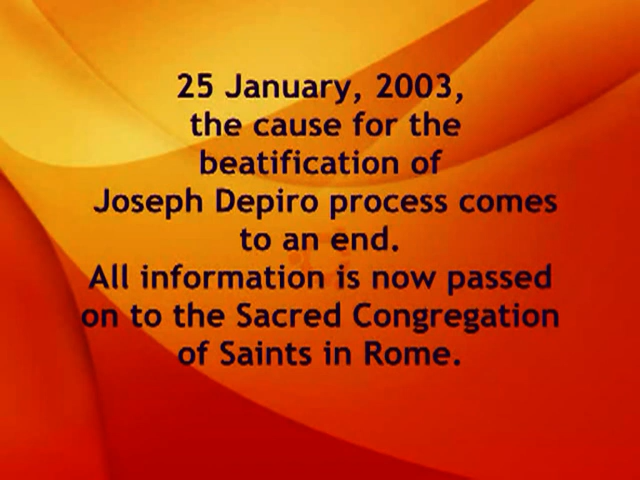 25 January, 2003,
the cause for the
beatification of
Joseph Depiro process comes
to an end.
All information is now passed
on to the Sacred Congregation
of Saints in Rome.